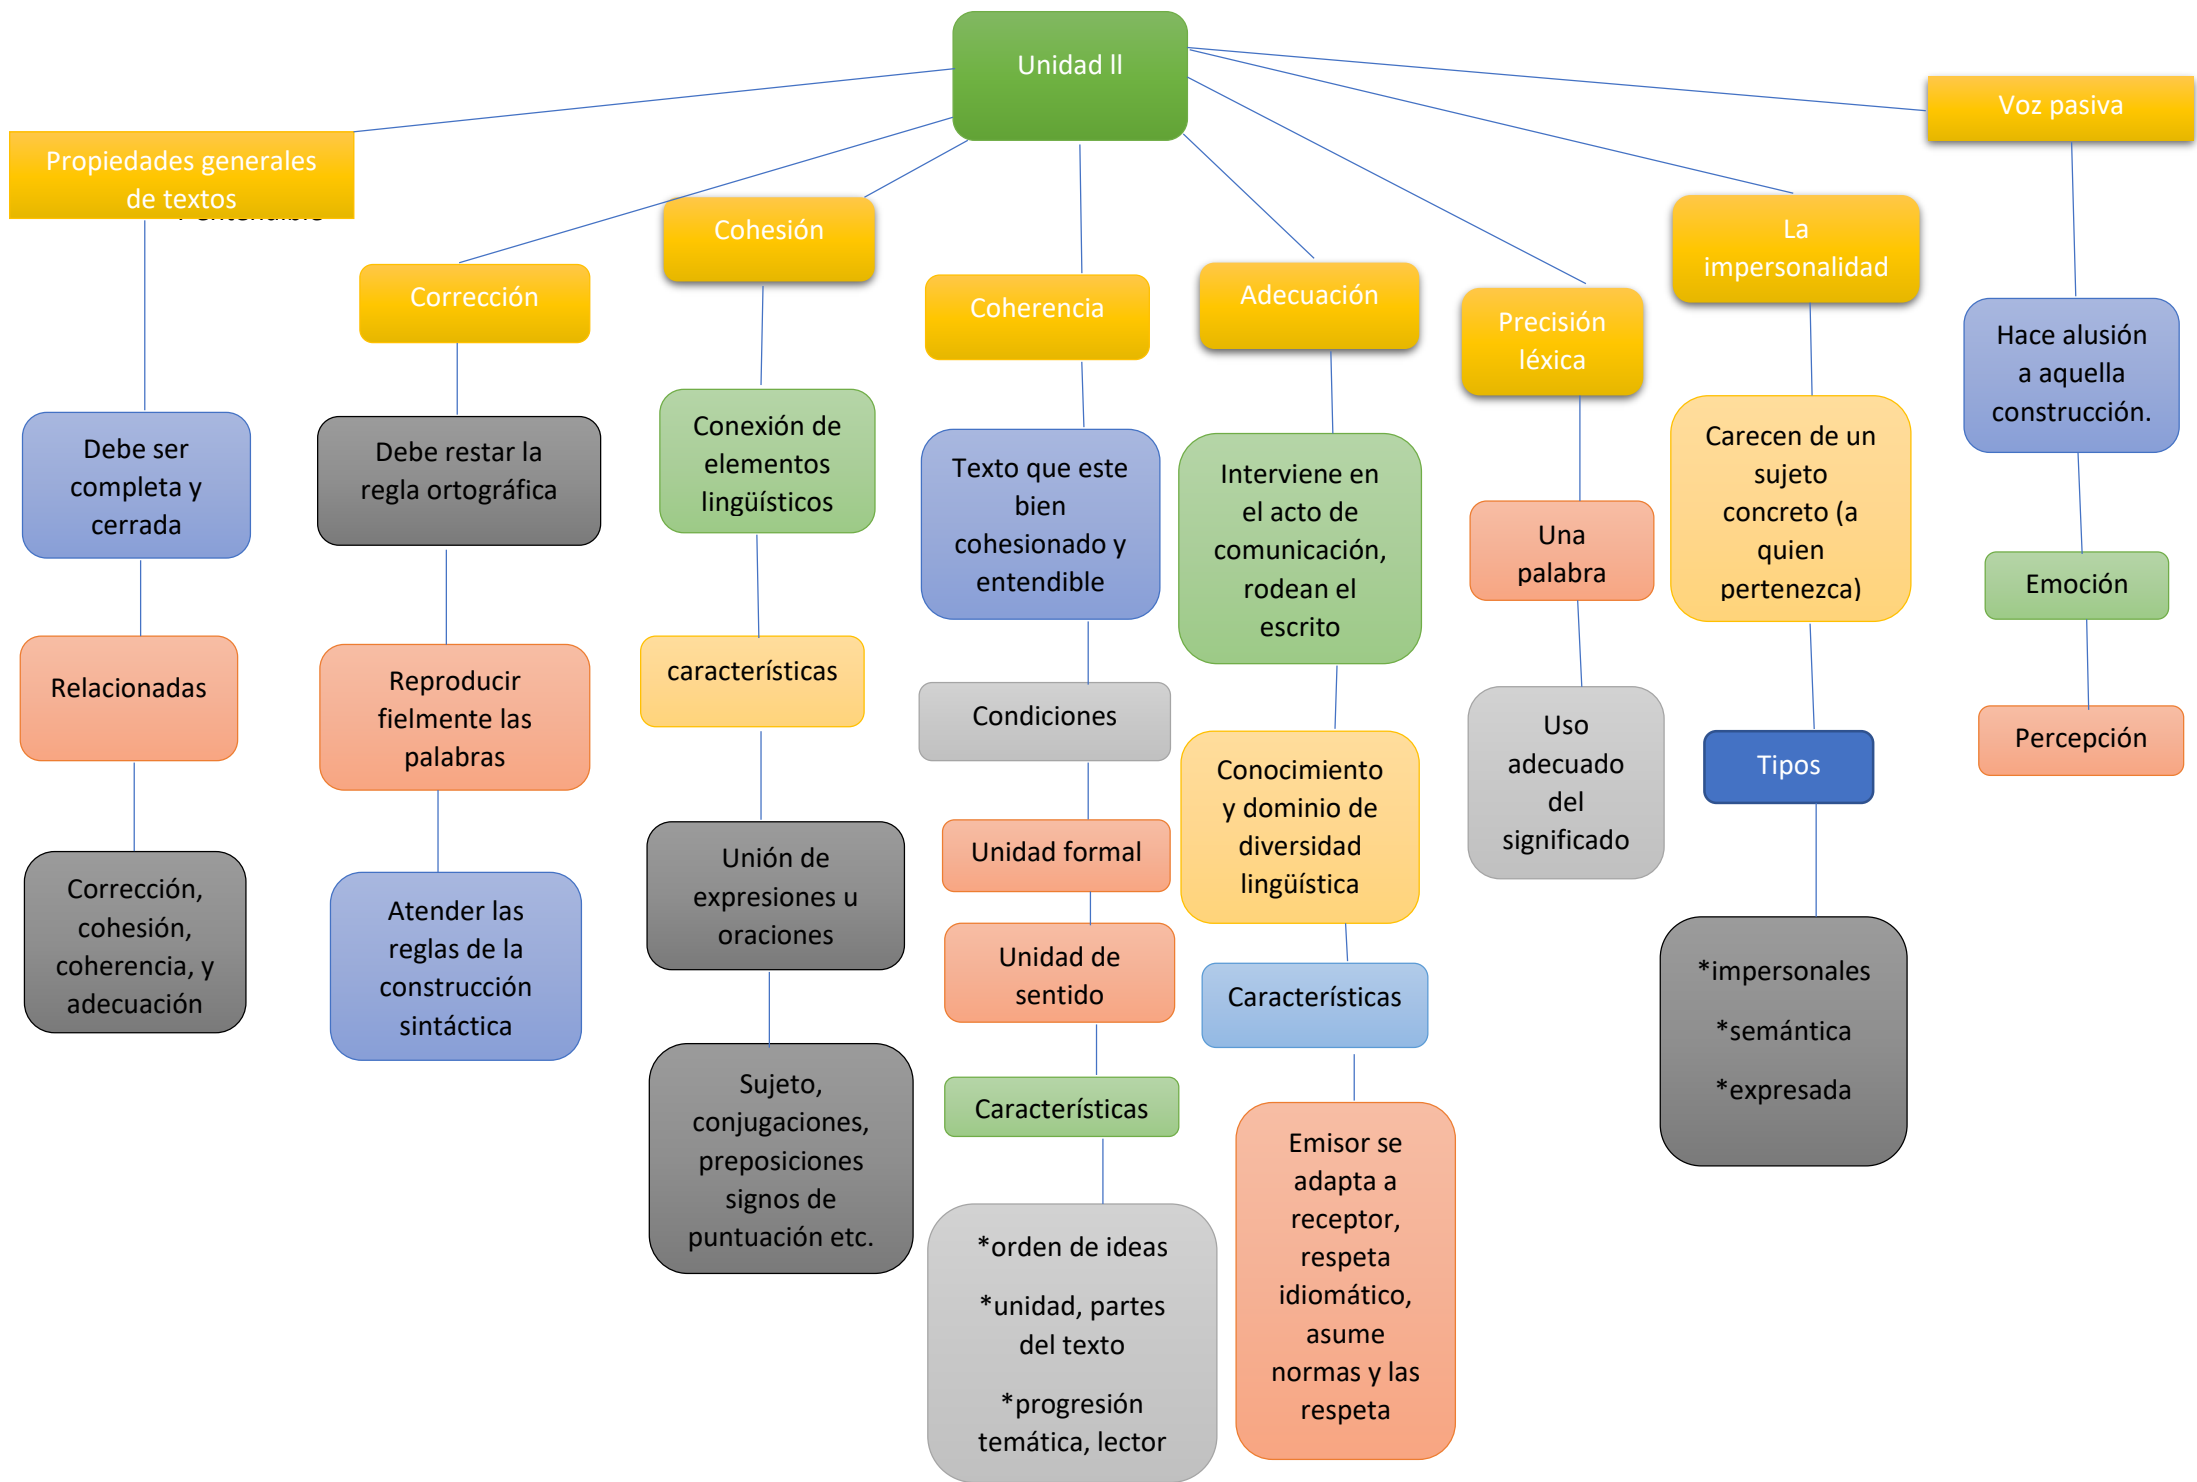 Unidad ll
Propiedades generales
de textos
Debe ser
completa y
cerrada
Relacionadas
Corrección,
cohesión,
coherencia, y
adecuación
Corrección
Debe restar la
regla ortográfica
Reproducir
fielmente las
palabras
Atender las
reglas de la
construcción
sintáctica
Cohesión
Conexión de
elementos
lingüísticos
características
Unión de
expresiones u
oraciones
Sujeto,
conjugaciones,
preposiciones
signos de
puntuación etc.
Coherencia
Texto que este
bien
cohesionado y
entendible
Condiciones
Unidad formal
Unidad de
sentido
Características
*orden de ideas
*unidad, partes
del texto
*progresión
temática, lector
Adecuación
Interviene en
el acto de
comunicación,
rodean el
escrito
Conocimiento
y dominio de
diversidad
lingüística
Características
Emisor se
adapta a
receptor,
respeta
idiomático,
asume
normas y las
respeta
Precisión
léxica
Una
palabra
Uso
adecuado
del
significado
La
impersonalidad
Carecen de un
sujeto
concreto (a
quien
pertenezca)
Tipos
*impersonales
*semántica
*expresada
Voz pasiva
Hace alusión
a aquella
construcción.
Emoción
Percepción